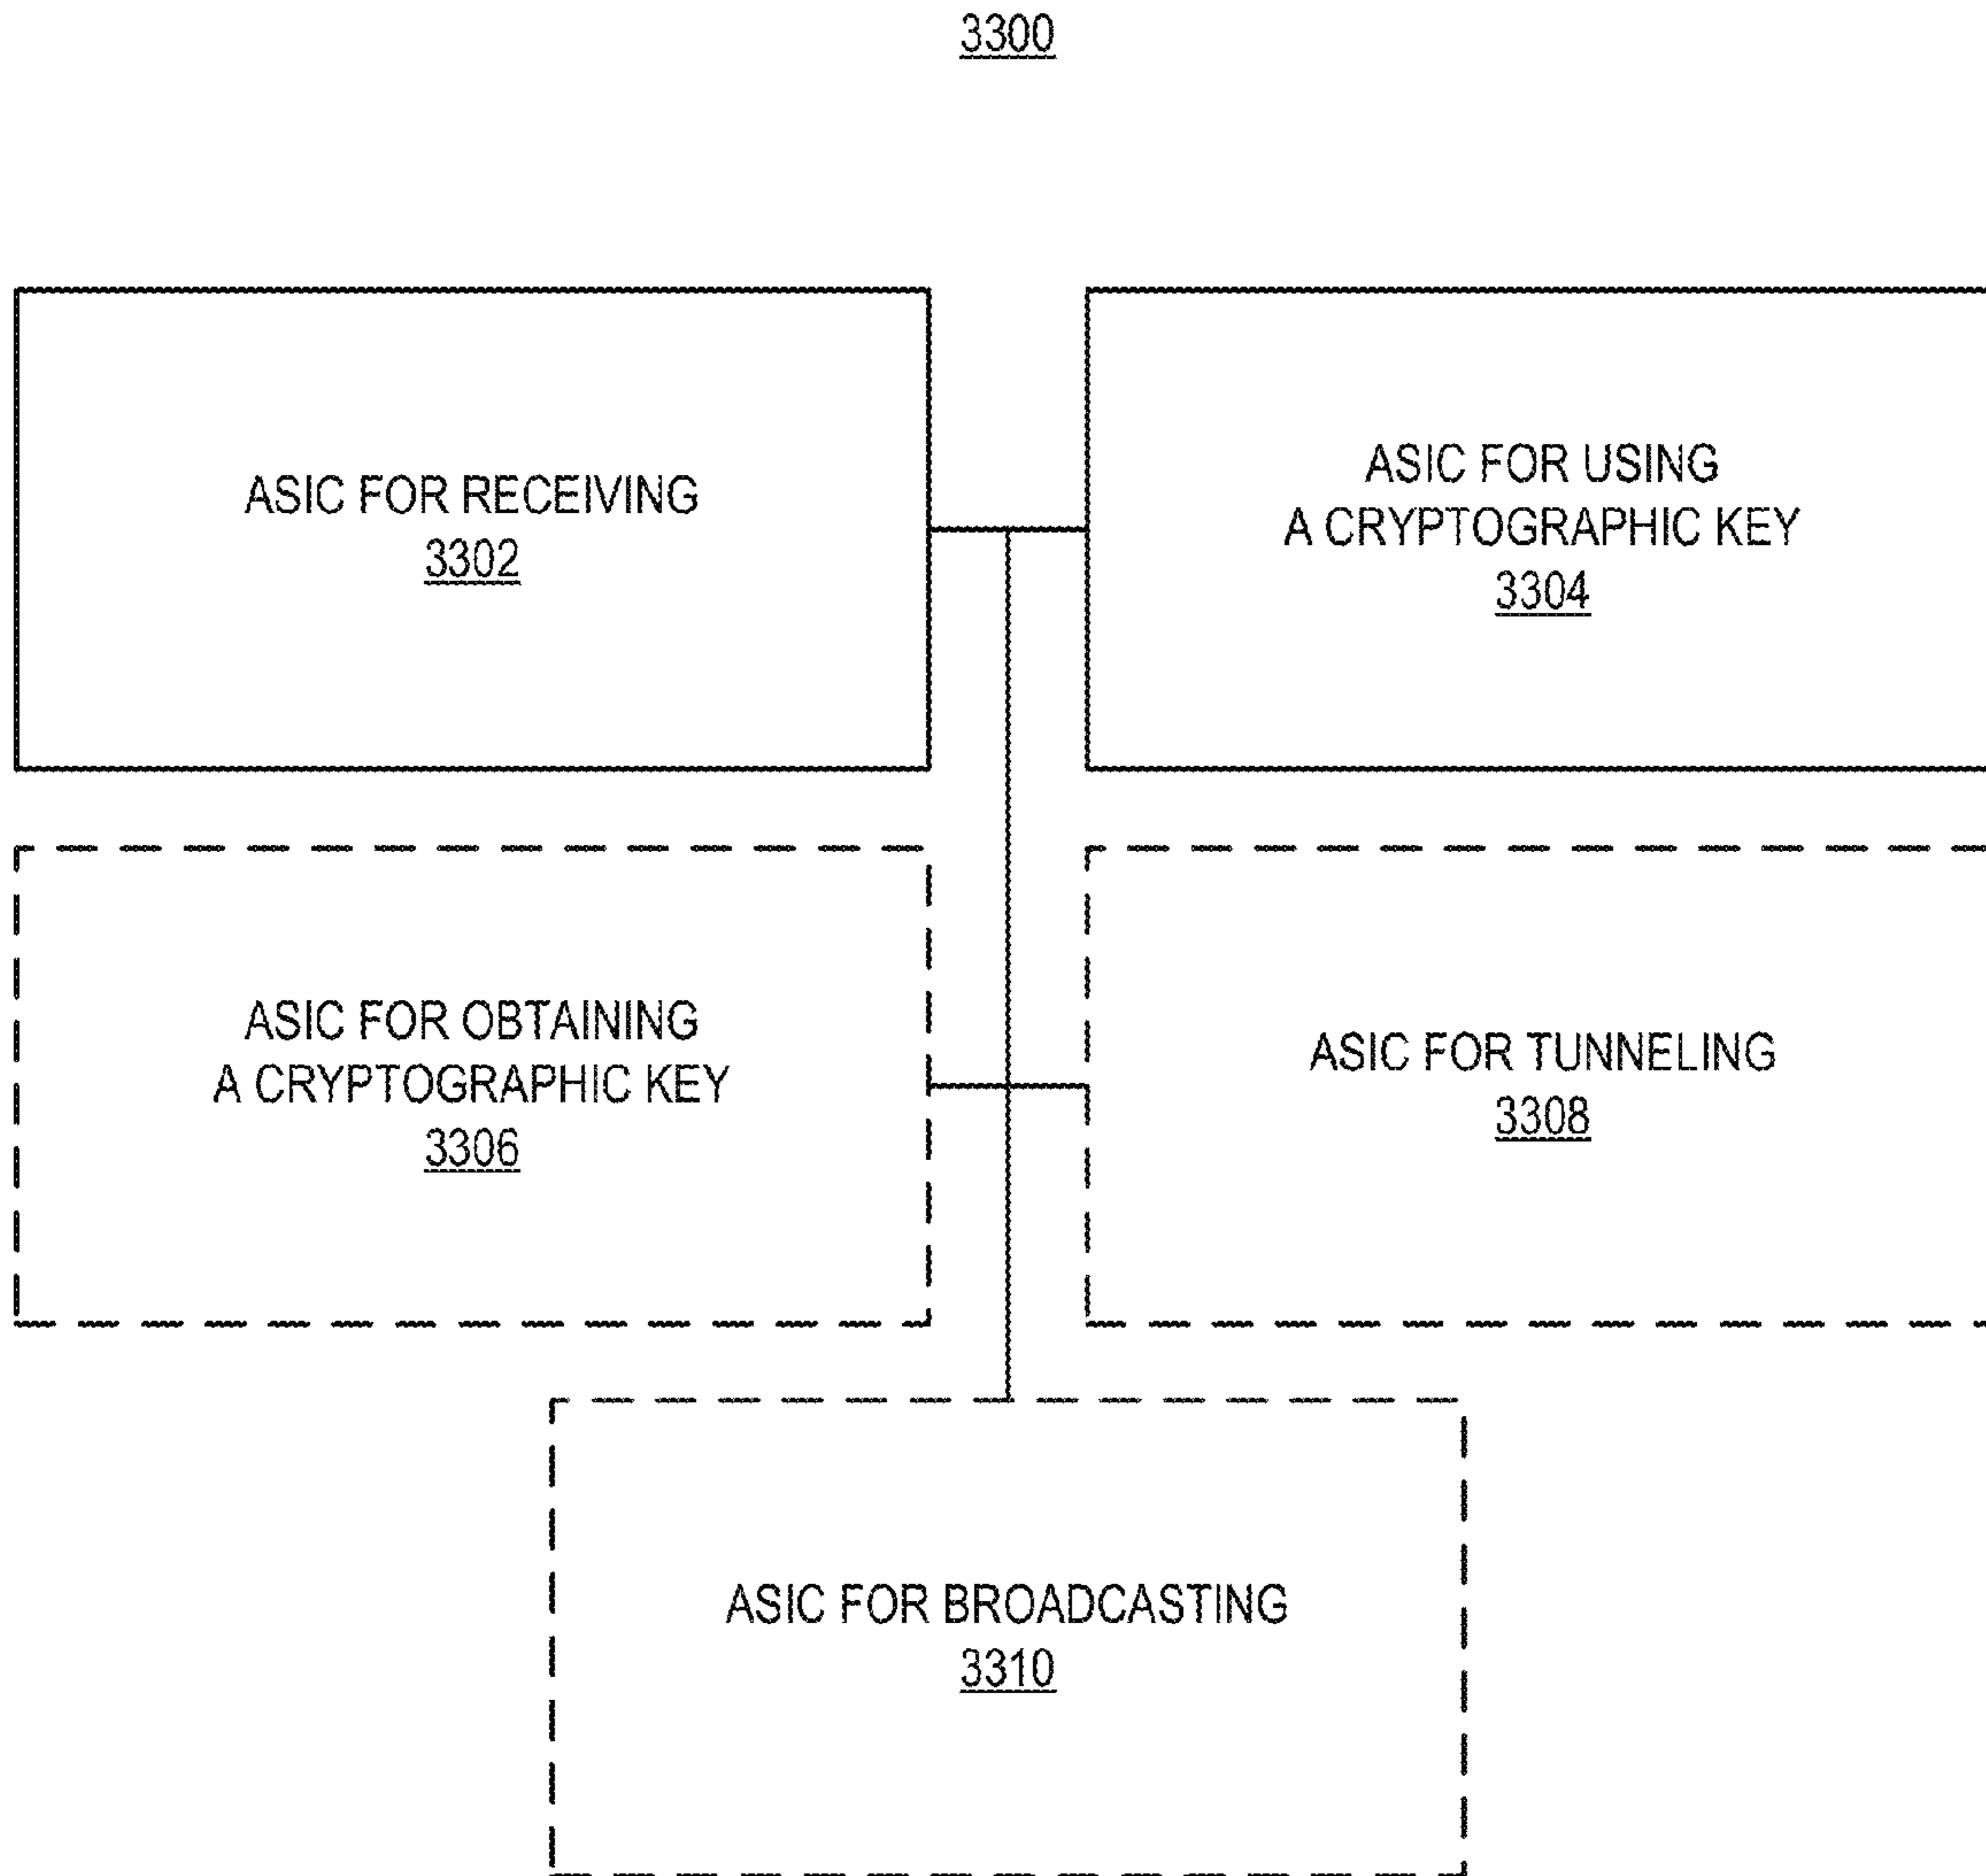 3300
ASIC FOR RECEIVING
3302
ASIC FOR USING
A CRYPTOGRAPHIC KEY
3304
ASIC FOR OBTAINING
A CRYPTOGRAPHIC KEY
3306
ASIC FOR TUNNELING
3308
ASIC FOR BROADCASTING
3310